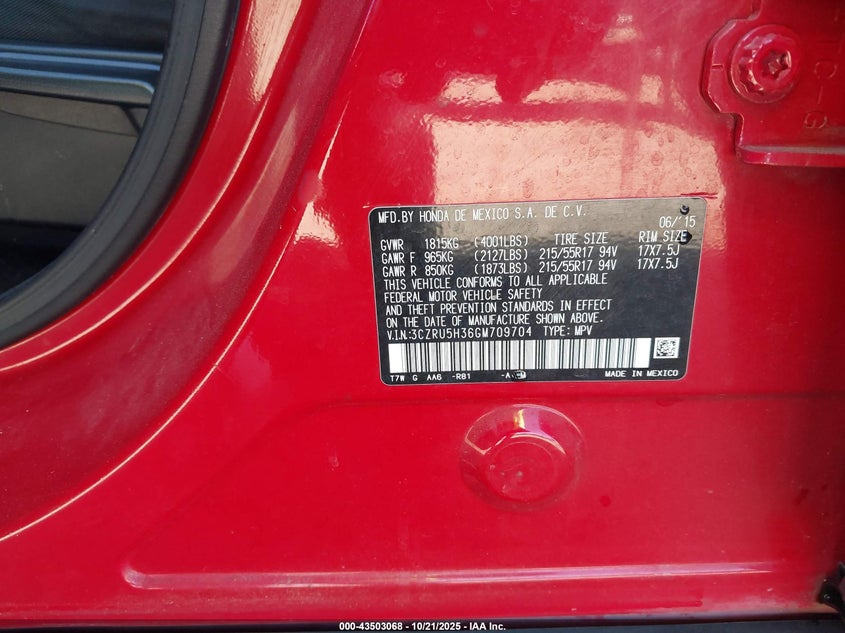 MFD.BY HONDA DE MEXICO S.A. DE C.V.
06/'15
GVWR 1815KG (4001LBS) TIRE SIZE RIM SIZE
GAWR F 965KG (2127LBS) 215/55R17 94V 17X7.5J
GAWR R 850KG (1873LBS) 215/55R17 94V 17X7.5J
THIS VEHICLE CONFORMS TO ALL APPLICABLE
FEDERAL MOTOR VEHICLE SAFETY
AND THEFT PREVENTION STANDARDS IN EFFECT
ON THE DATE OF MANUFACTURE SHOWN ABOVE.
V.I.N:3CZRU5H36GM709704 TYPE: MPV
T7W G AA6 -R81 MADE IN MEXICO
000-43503068 - 10/21/2025 - IAA Inc.